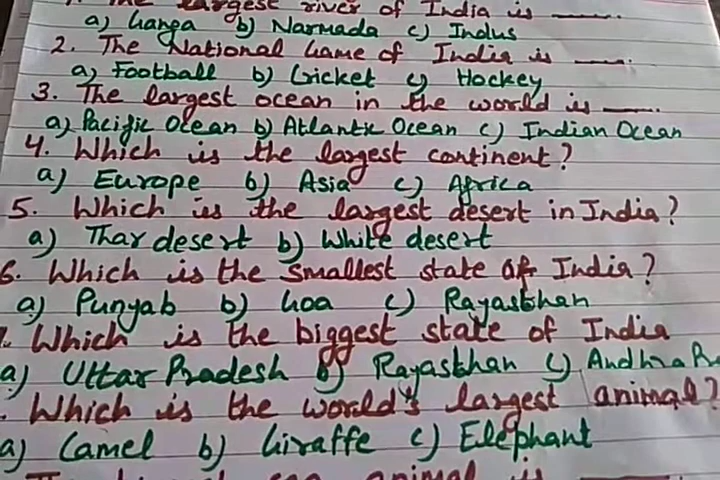 largest river of India is ____.
a) Ganga b) Narmada c) Indus
2. The National Game of India is ____.
a) Football b) Cricket c) Hockey
3. The largest ocean in the world is ____.
a) Pacific Ocean b) Atlantic Ocean c) Indian Ocean
4. Which is the largest continent?
a) Europe b) Asia c) Africa
5. Which is the largest desert in India?
a) Thar desert b) White desert
6. Which is the smallest state of India?
a) Punjab b) Goa c) Rajasthan
Which is the biggest state of India
a) Uttar Pradesh b) Rajasthan c) Andhra
Which is the world's largest animal?
a) Camel b) Giraffe c) Elephant
animal is